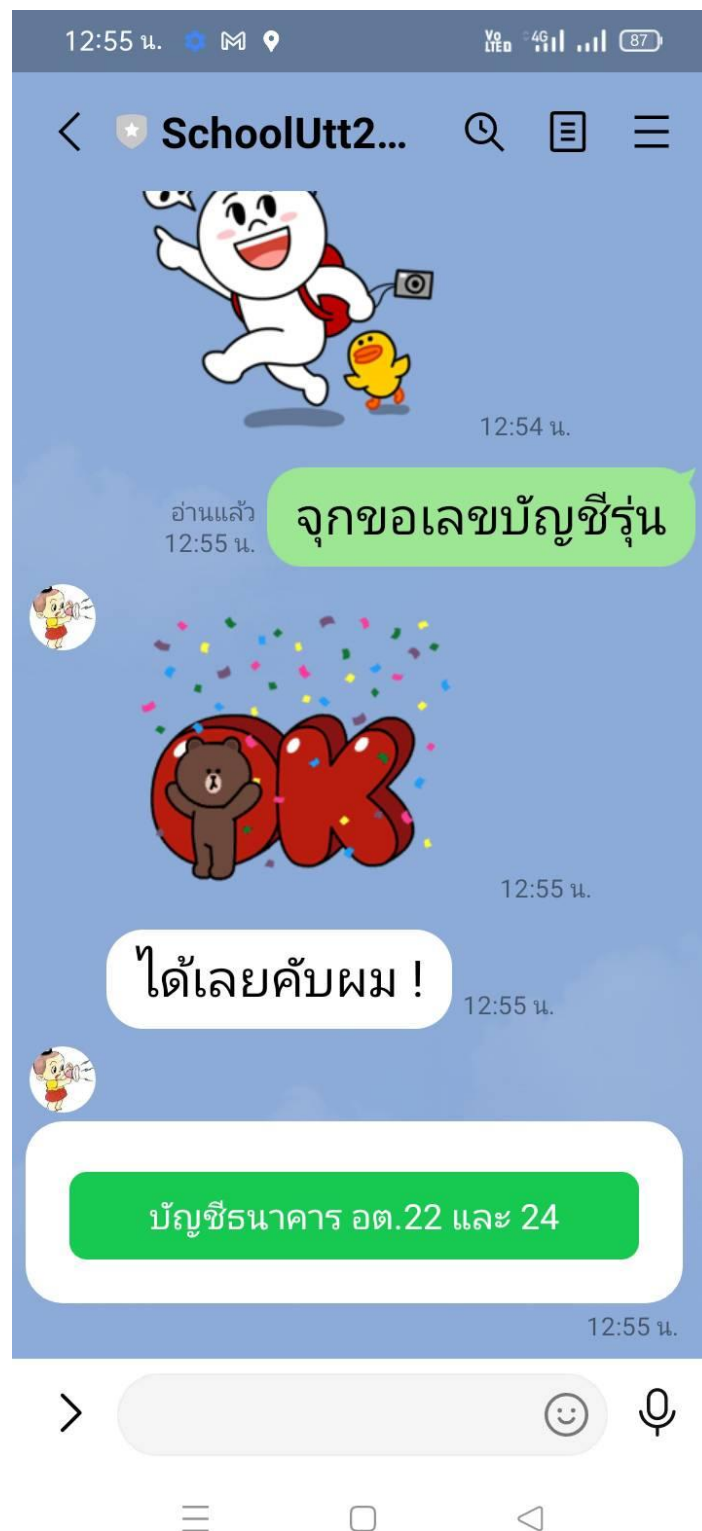 12:55 น.
Vo LTED 4G 87
SchoolUtt2...
12:54 น.
จุกขอเลขบัญชีรุ่น
อ่านแล้ว
12:55 น.
OK
12:55 น.
ได้เลยคับผม !
12:55 น.
บัญชีธนาคาร อต.22 และ 24
12:55 น.